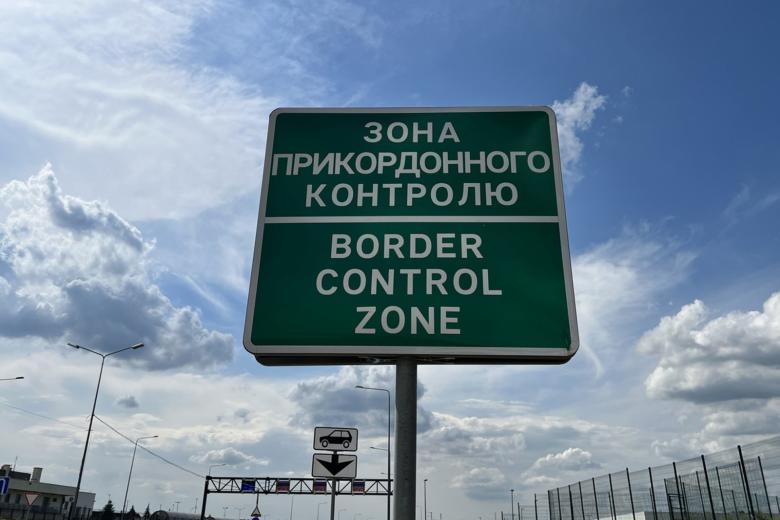 ЗОНА
ПРИКОРДОННОГО
КОНТРОЛЮ
BORDER
CONTROL
ZONE